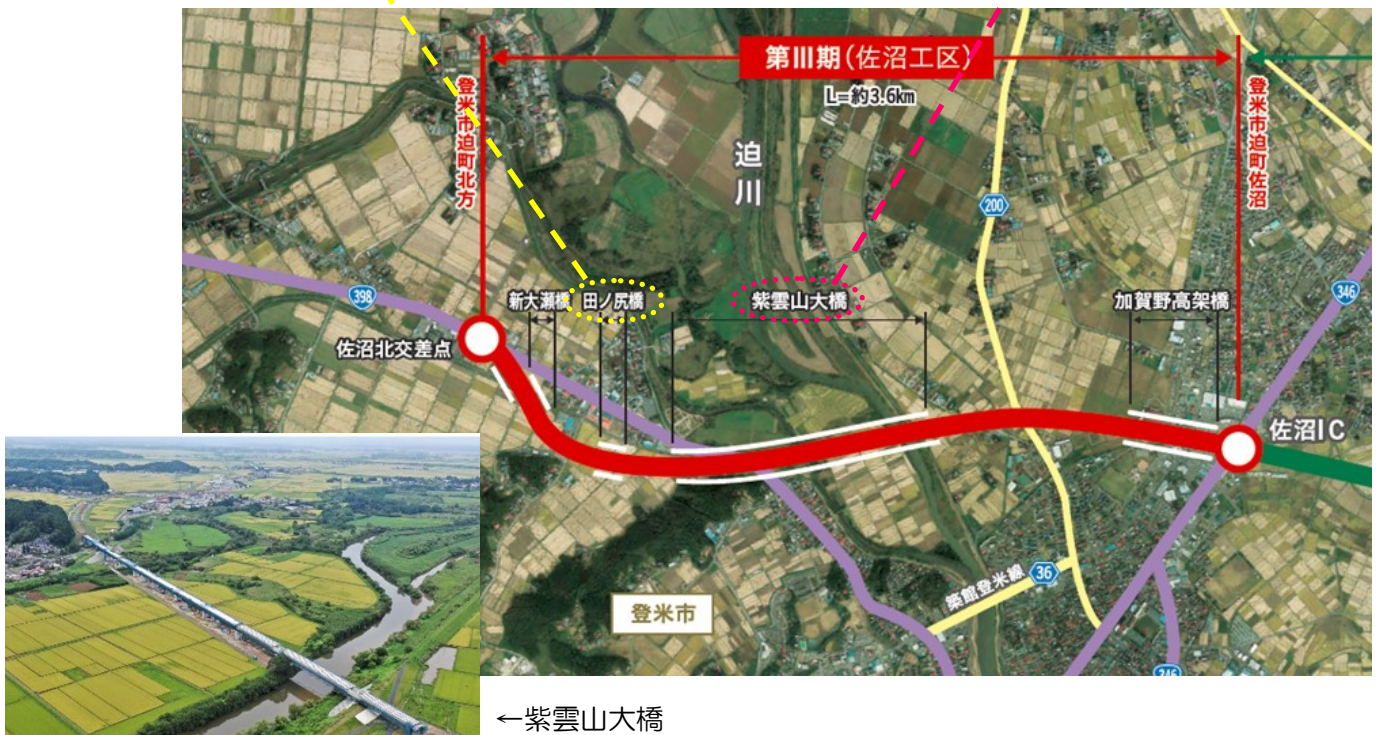 第Ⅲ期(佐沼工区)
L=約3.6km
登米市迫町北方
登米市迫町佐沼
迫川
200
398
346
新大瀬橋
田ノ尻橋
紫雲山大橋
加賀野高架橋
佐沼北交差点
佐沼IC
築館登米線
36
登米市
346
←紫雲山大橋